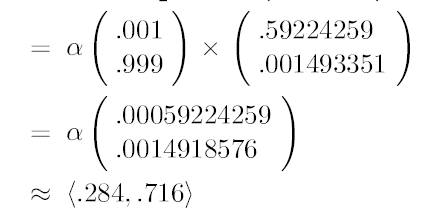 = α ( .001 .999 ) × ( .59224259 .001493351 )
= α ( .00059224259 .0014918576 )
≈ ⟨.284, .716⟩